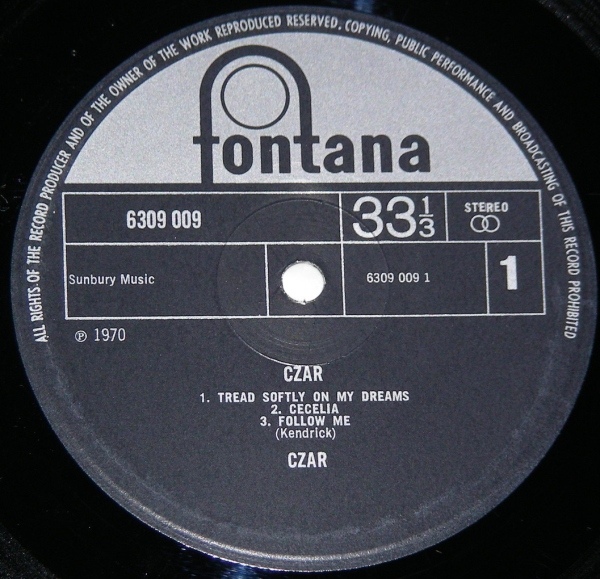 ALL RIGHTS OF THE RECORD PRODUCER AND OF THE OWNER OF THE WORK REPRODUCED RESERVED. COPYING, PUBLIC PERFORMANCE AND BROADCASTING OF THIS RECORD PROHIBITED
fontana
6309 009
33 1/3
STEREO
Sunbury Music
6309 009 1
1
℗ 1970
CZAR
1. TREAD SOFTLY ON MY DREAMS
2. CECELIA
3. FOLLOW ME
(Kendrick)
CZAR